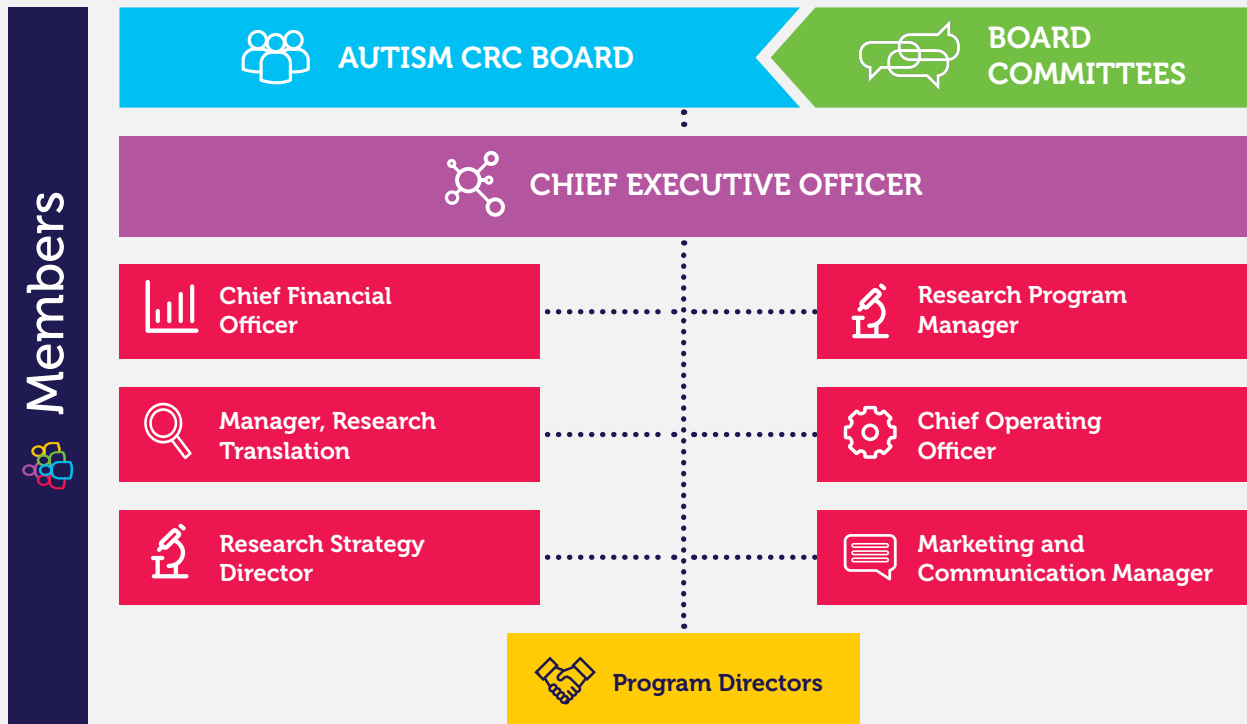 Members
AUTISM CRC BOARD
BOARD
COMMITTEES
CHIEF EXECUTIVE OFFICER
Chief Financial
Officer
Research Program
Manager
Manager, Research
Translation
Chief Operating
Officer
Research Strategy
Director
Marketing and
Communication Manager
Program Directors